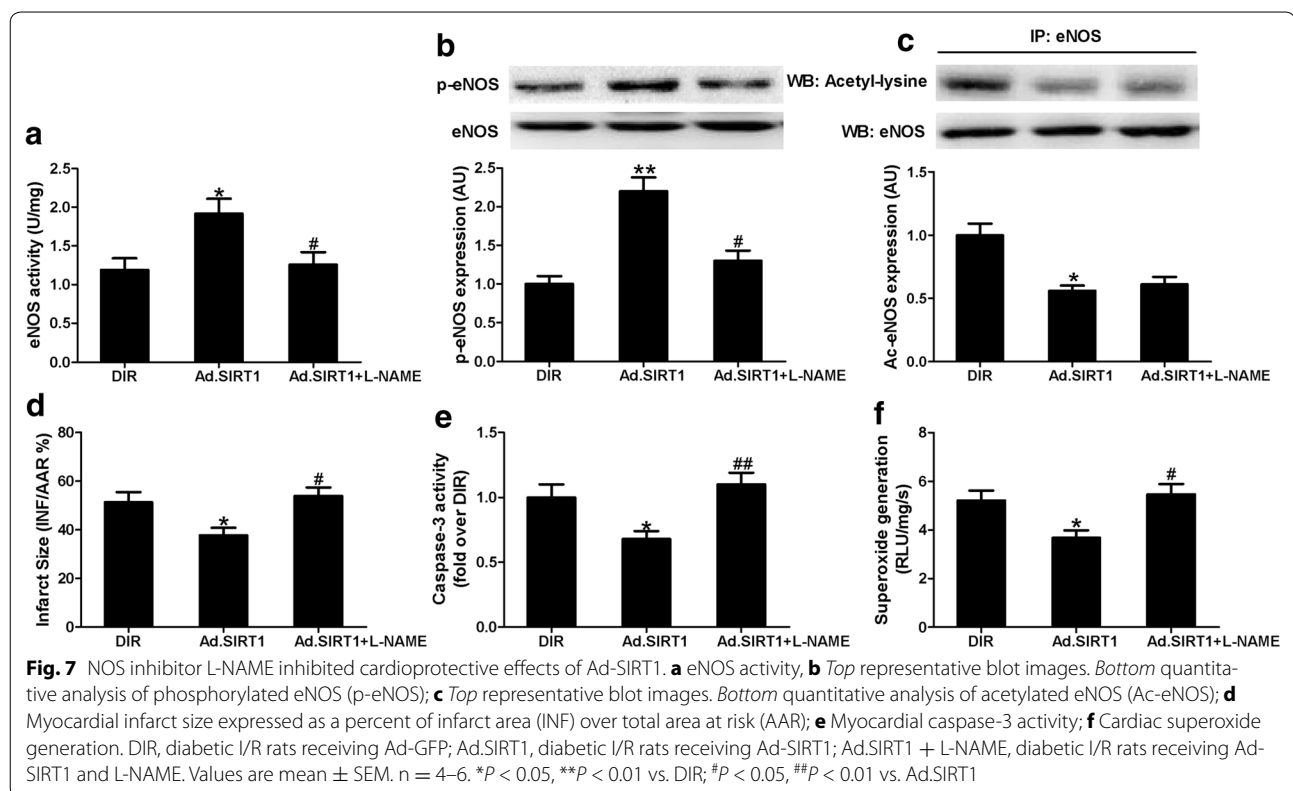 b
p-eNOS
eNOS
c
IP: eNOS
WB: Acetyl-lysine
WB: eNOS
a
eNOS activity (U/mg)
2.5
2.0
1.5
1.0
0.5
0.0
*
#
DIR
Ad.SIRT1
Ad.SIRT1+L-NAME
p-eNOS expression (AU)
2.5
2.0
1.5
1.0
0.5
0.0
**
#
DIR
Ad.SIRT1
Ad.SIRT1+L-NAME
Ac-eNOS expression (AU)
1.5
1.0
0.5
0.0
*
DIR
Ad.SIRT1
Ad.SIRT1+L-NAME
d
Infarct Size (INF/AAR %)
80
60
40
20
0
*
#
DIR
Ad.SIRT1
Ad.SIRT1+L-NAME
e
Caspase-3 activity
(fold over DIR)
1.5
1.0
0.5
0.0
*
##
DIR
Ad.SIRT1
Ad.SIRT1+L-NAME
f
Superoxide generation
(RLU/mg/s)
8
6
4
2
0
*
#
DIR
Ad.SIRT1
Ad.SIRT1+L-NAME
Fig. 7 NOS inhibitor L-NAME inhibited cardioprotective effects of Ad-SIRT1. a eNOS activity, b Top representative blot images. Bottom quantita-
tive analysis of phosphorylated eNOS (p-eNOS); c Top representative blot images. Bottom quantitative analysis of acetylated eNOS (Ac-eNOS); d
Myocardial infarct size expressed as a percent of infarct area (INF) over total area at risk (AAR); e Myocardial caspase-3 activity; f Cardiac superoxide
generation. DIR, diabetic I/R rats receiving Ad-GFP; Ad.SIRT1, diabetic I/R rats receiving Ad-SIRT1; Ad.SIRT1 + L-NAME, diabetic I/R rats receiving Ad-
SIRT1 and L-NAME. Values are mean ± SEM. n = 4–6. *P < 0.05, **P < 0.01 vs. DIR; #P < 0.05, ##P < 0.01 vs. Ad.SIRT1